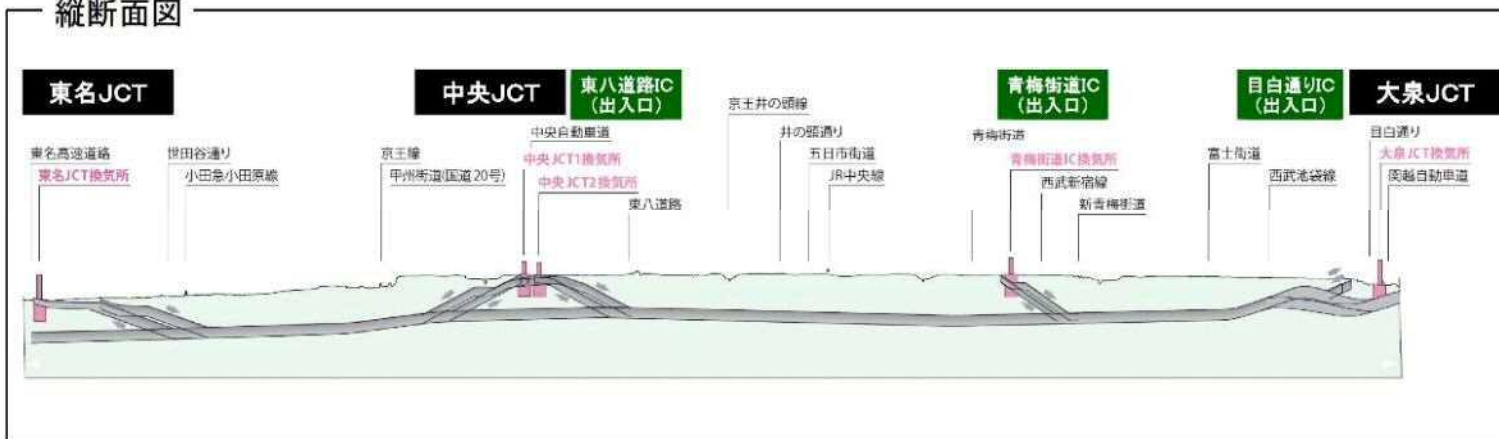 縦断面図
東名JCT
中央JCT
東八道路IC
(出入口)
青梅街道IC
(出入口)
目白通りIC
(出入口)
大泉JCT
東名高速道路
東名JCT換気所
世田谷通り
小田急小田原線
京王線
甲州街道(国道20号)
中央自動車道
中央JCT1換気所
中央JCT2換気所
東八道路
京王井の頭線
井の頭通り
五日市街道
JR中央線
青梅街道
青梅街道IC換気所
西武新宿線
新青梅街道
富士街道
西武池袋線
目白通り
大泉JCT換気所
関越自動車道